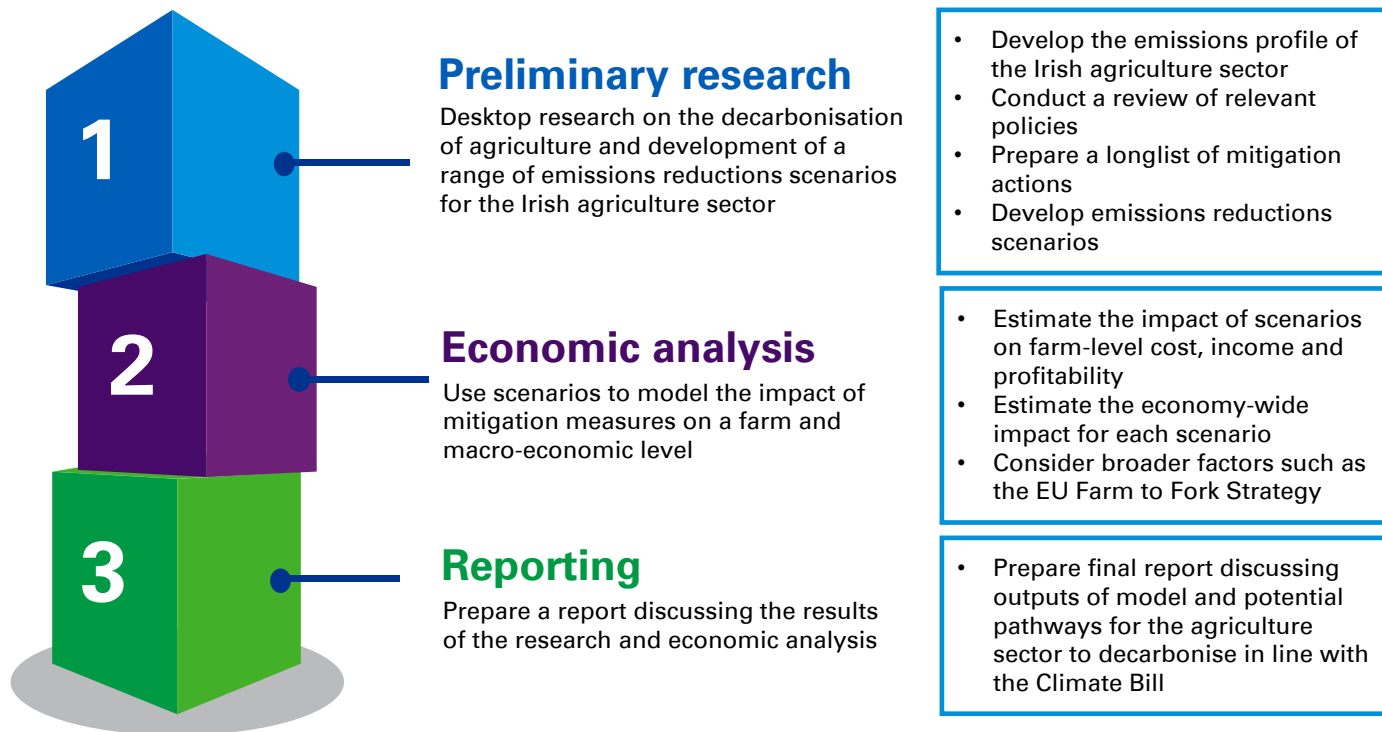 1
Preliminary research
Desktop research on the decarbonisation
of agriculture and development of a
range of emissions reductions scenarios
for the Irish agriculture sector
• Develop the emissions profile of
the Irish agriculture sector
• Conduct a review of relevant
policies
• Prepare a longlist of mitigation
actions
• Develop emissions reductions
scenarios
2
Economic analysis
Use scenarios to model the impact of
mitigation measures on a farm and
macro-economic level
• Estimate the impact of scenarios
on farm-level cost, income and
profitability
• Estimate the economy-wide
impact for each scenario
• Consider broader factors such as
the EU Farm to Fork Strategy
3
Reporting
Prepare a report discussing the results
of the research and economic analysis
• Prepare final report discussing
outputs of model and potential
pathways for the agriculture
sector to decarbonise in line with
the Climate Bill